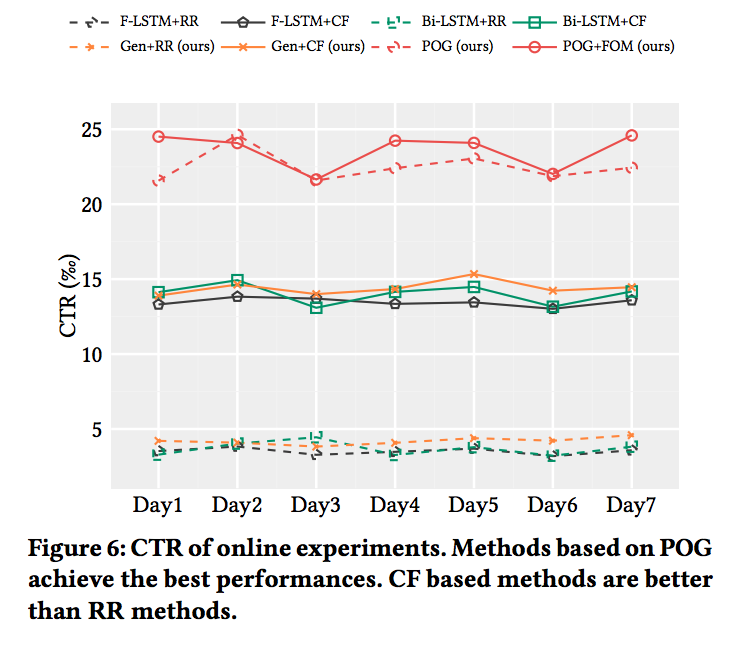 F-LSTM+RR F-LSTM+CF Bi-LSTM+RR Bi-LSTM+CF
Gen+RR (ours) Gen+CF (ours) POG (ours) POG+FOM (ours)
25
20
15
10
5
CTR (‰)
Day1 Day2 Day3 Day4 Day5 Day6 Day7
Figure 6: CTR of online experiments. Methods based on POG
achieve the best performances. CF based methods are better
than RR methods.